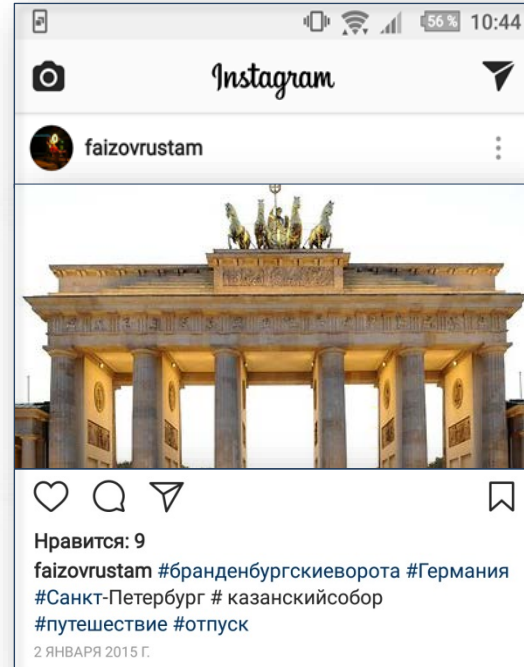 56 % 10:44
Instagram
faizovrustam
Нравится: 9
faizovrustam #бранденбургскиеворота #Германия
#Санкт-Петербург # казанскийсобор
#путешествие #отпуск
2 ЯНВАРЯ 2015 Г.